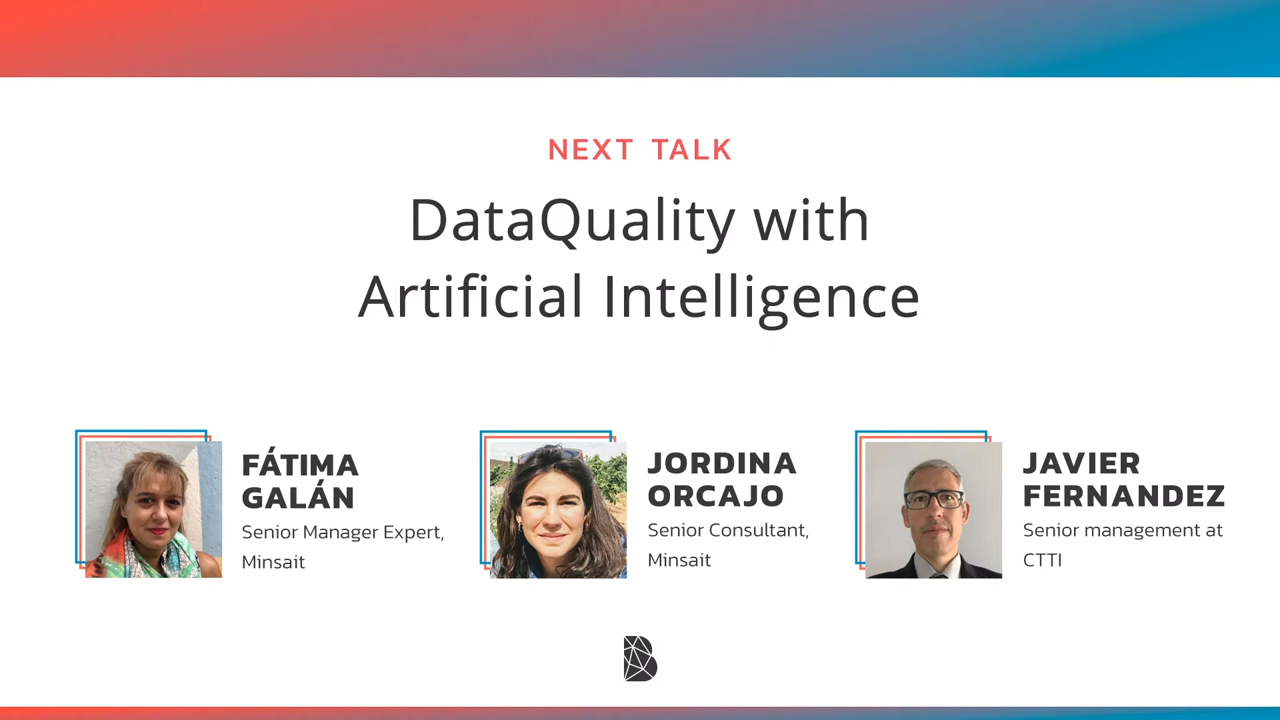 NEXT TALK
DataQuality with
Artificial Intelligence
FÁTIMA
GALÁN
Senior Manager Expert,
Minsait
JORDINA
ORCAJO
Senior Consultant,
Minsait
JAVIER
FERNANDEZ
Senior management at
CTTI
B